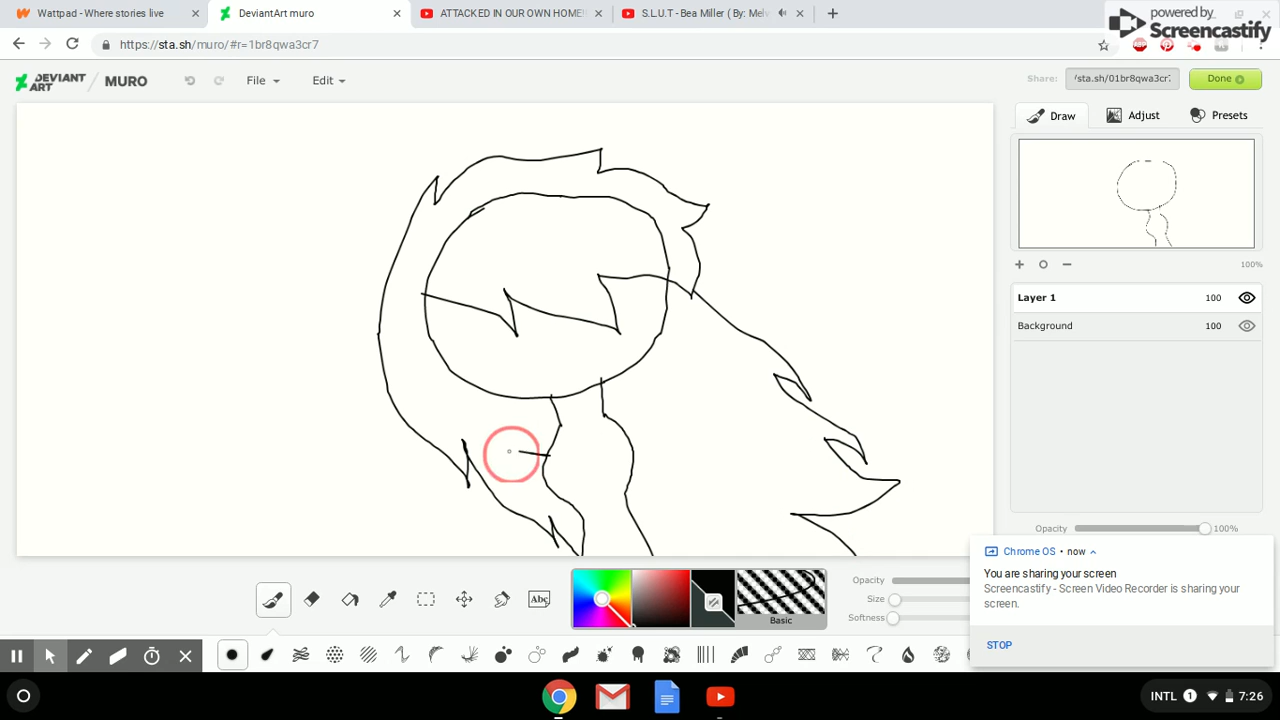 Wattpad - Where stories live
DeviantArt muro
ATTACKED IN OUR OWN HOME!
S.L.U.T - Bea Miller ( By: Melv
powered by
Screencastify
https://sta.sh/muro/#r=1br8qwa3cr7
DEVIANT ART / MURO
File
Edit
Share:
/sta.sh/01br8qwa3cr7
Done
Draw
Adjust
Presets
100%
Layer 1
100
Background
100
Opacity
100%
Chrome OS • now
You are sharing your screen
Screencastify - Screen Video Recorder is sharing your
screen.
STOP
Abc
Basic
Opacity
Size
Softness
INTL
1
7:26